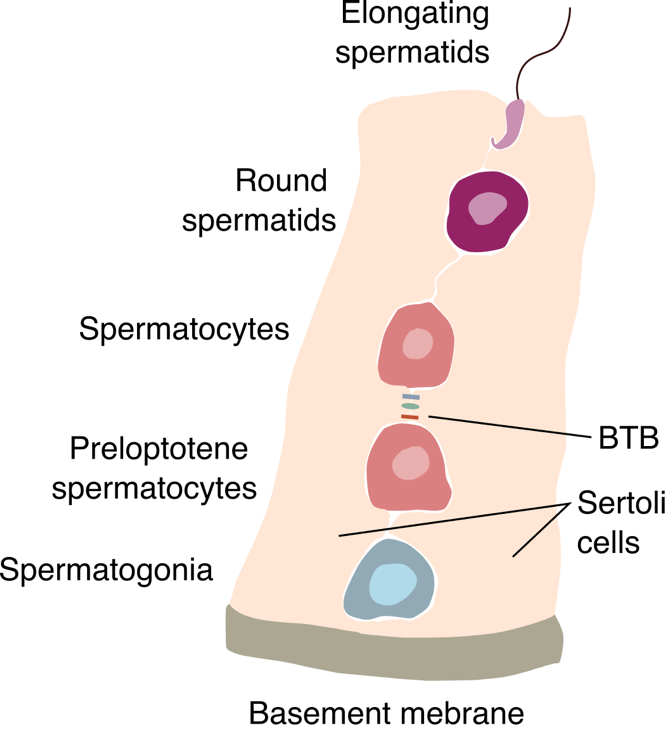 Elongating
spermatids
Round
spermatids
Spermatocytes
BTB
Preloptotene
spermatocytes
Sertoli
cells
Spermatogonia
Basement mebrane